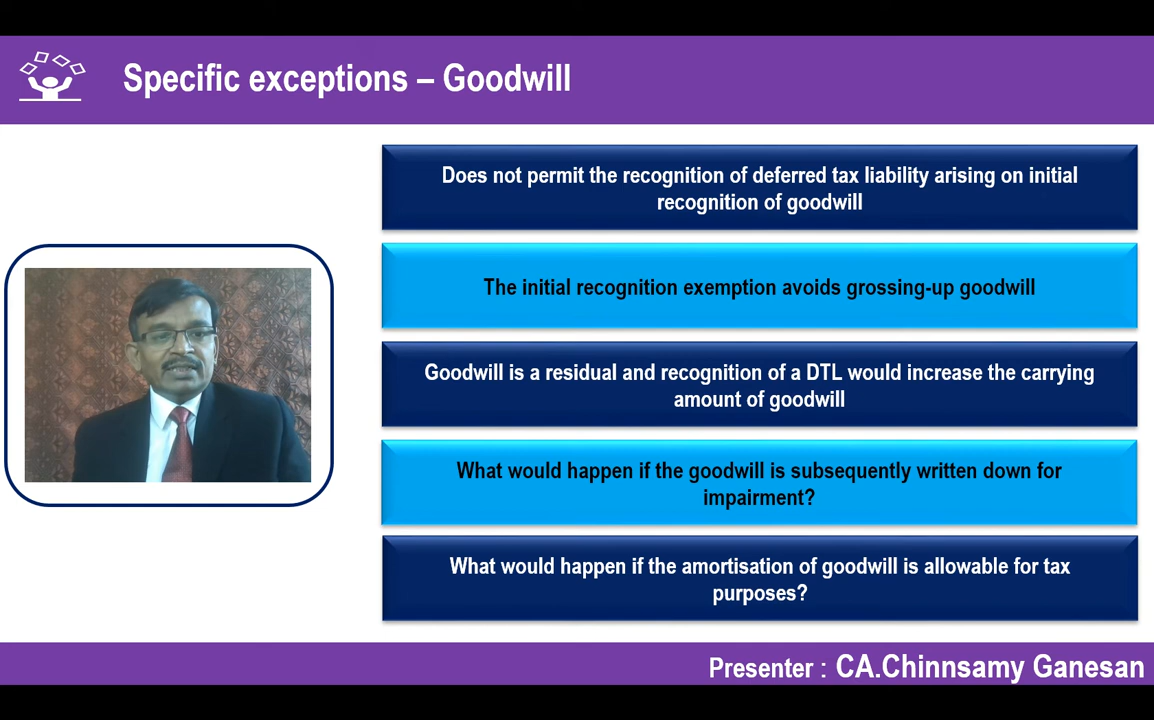 Specific exceptions – Goodwill
Does not permit the recognition of deferred tax liability arising on initial
recognition of goodwill
The initial recognition exemption avoids grossing-up goodwill
Goodwill is a residual and recognition of a DTL would increase the carrying
amount of goodwill
What would happen if the goodwill is subsequently written down for
impairment?
What would happen if the amortisation of goodwill is allowable for tax
purposes?
Presenter : CA.Chinnsamy Ganesan